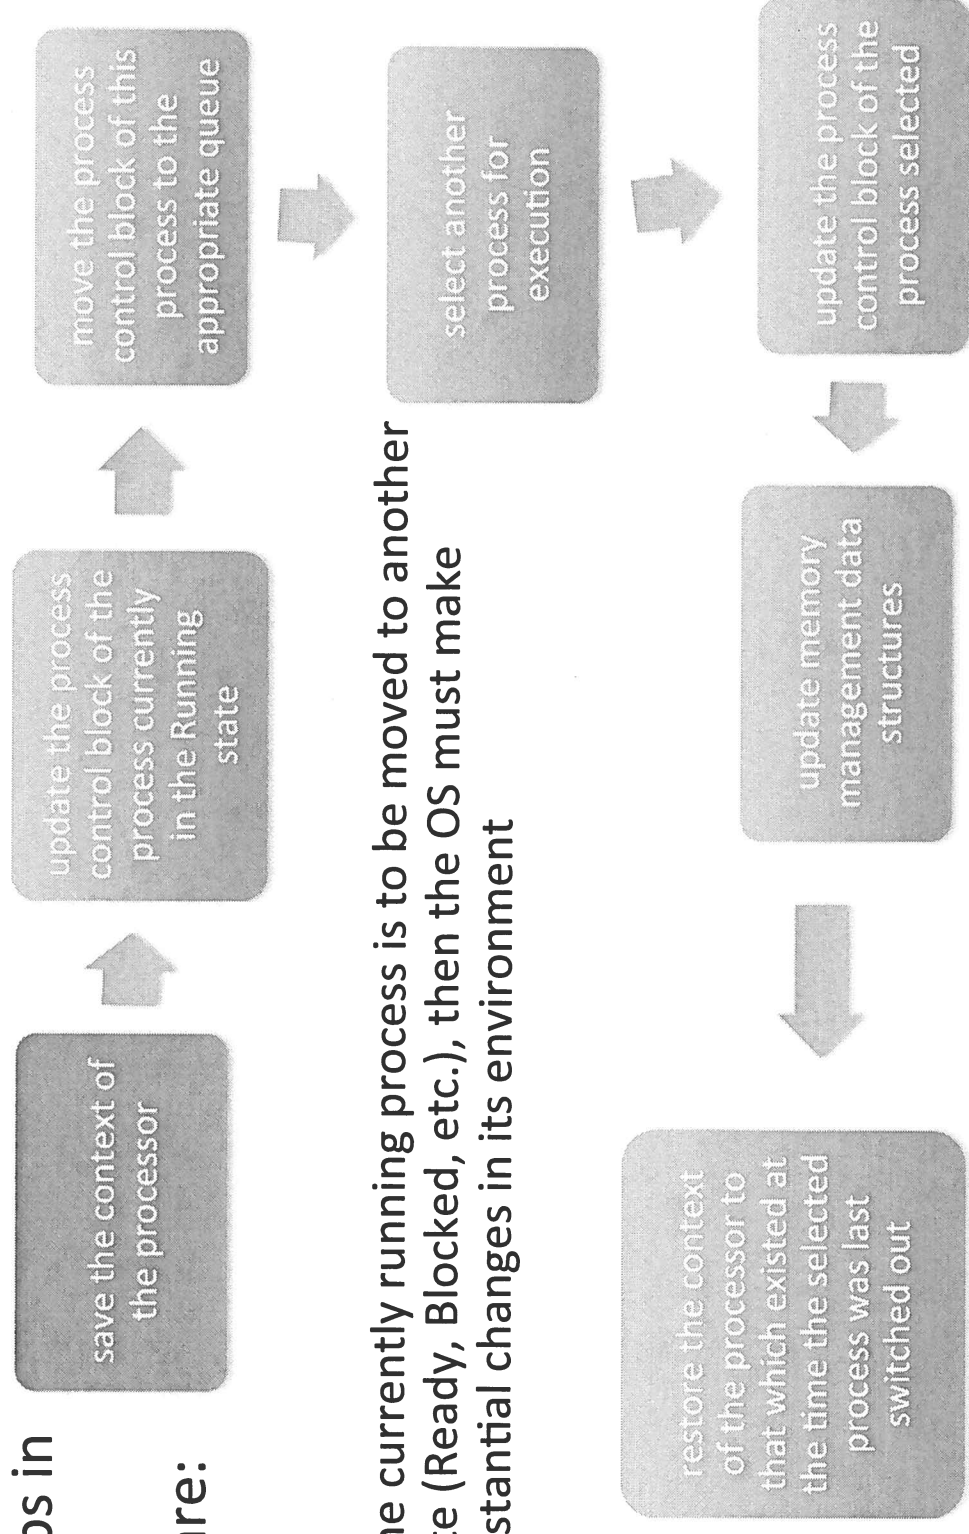 ps in
are:
save the context of
the processor
update the process
control block of the
process currently
in the Running
state
move the process
control block of this
process to the
appropriate queue
select another
process for
execution
update the process
control block of the
process selected
update memory
management data
structures
restore the context
of the processor to
that which existed at
the time the selected
process was last
switched out
he currently running process is to be moved to another
te (Ready, Blocked, etc.), then the OS must make
stantial changes in its environment